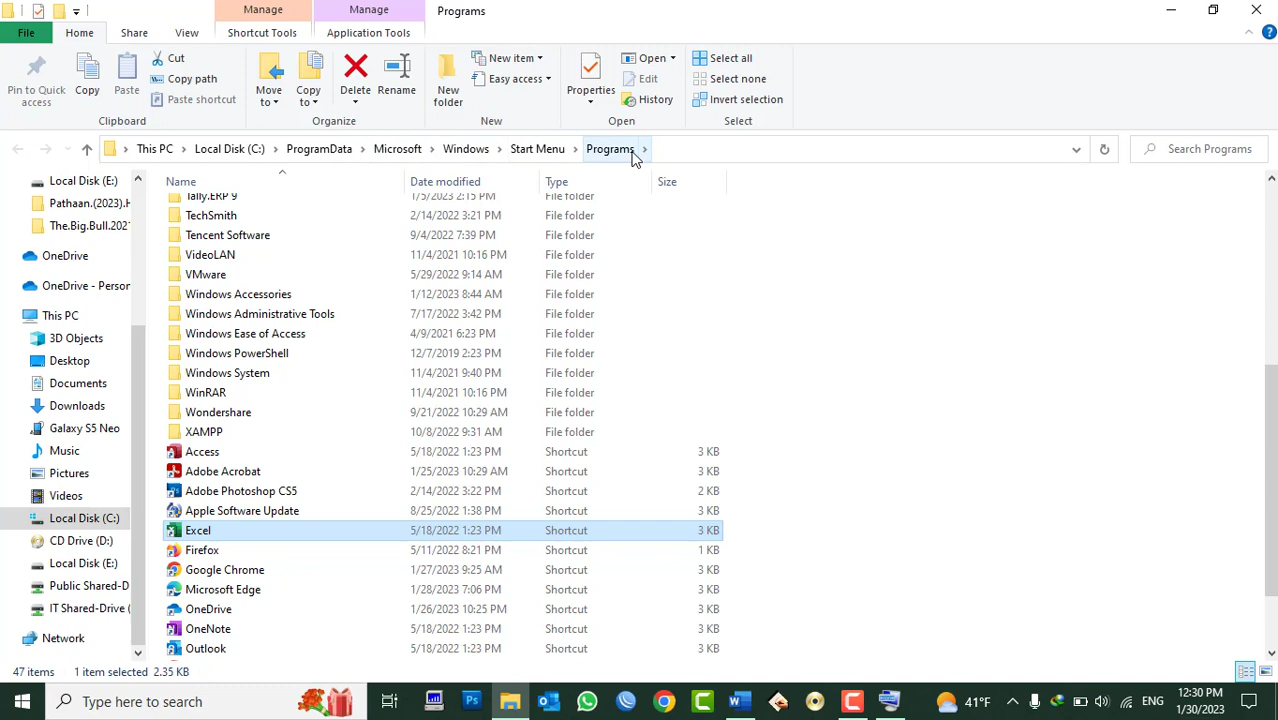 Manage Manage Programs
File Home Share View Shortcut Tools Application Tools
Pin to Quick access
Copy
Paste
Cut
Copy path
Paste shortcut
Clipboard
Move to
Copy to
Delete
Rename
Organize
New folder
New item
Easy access
New
Properties
Open
Edit
History
Open
Select all
Select none
Invert selection
Select
This PC > Local Disk (C:) > ProgramData > Microsoft > Windows > Start Menu > Programs >
Search Programs
Local Disk (E:)
Pathaan.(2023).H
The.Big.Bull.202
OneDrive
OneDrive - Person
This PC
3D Objects
Desktop
Documents
Downloads
Galaxy S5 Neo
Music
Pictures
Videos
Local Disk (C:)
CD Drive (D:)
Local Disk (E:)
Public Shared-D
IT Shared-Drive (
Network
Name Date modified Type Size
Tally.ERP 9 1/5/2023 2:15 PM File folder
TechSmith 2/14/2022 3:21 PM File folder
Tencent Software 9/4/2022 7:39 PM File folder
VideoLAN 11/4/2021 10:16 PM File folder
VMware 5/29/2022 9:14 AM File folder
Windows Accessories 1/12/2023 8:44 AM File folder
Windows Administrative Tools 7/17/2022 3:42 PM File folder
Windows Ease of Access 4/9/2021 6:23 PM File folder
Windows PowerShell 12/7/2019 2:23 PM File folder
Windows System 11/4/2021 9:40 PM File folder
WinRAR 11/4/2021 10:16 PM File folder
Wondershare 9/21/2022 10:29 AM File folder
XAMPP 10/8/2022 9:31 AM File folder
Access 5/18/2022 1:23 PM Shortcut 3 KB
Adobe Acrobat 1/25/2023 10:29 AM Shortcut 3 KB
Adobe Photoshop CS5 2/14/2022 3:22 PM Shortcut 2 KB
Apple Software Update 8/25/2022 1:38 PM Shortcut 3 KB
Excel 5/18/2022 1:23 PM Shortcut 3 KB
Firefox 5/11/2022 8:21 PM Shortcut 1 KB
Google Chrome 1/27/2023 9:25 AM Shortcut 3 KB
Microsoft Edge 1/28/2023 7:06 PM Shortcut 3 KB
OneDrive 1/26/2023 10:25 PM Shortcut 3 KB
OneNote 5/18/2022 1:23 PM Shortcut 3 KB
Outlook 5/18/2022 1:23 PM Shortcut 3 KB
47 items 1 item selected 2.35 KB
Type here to search
Ps
41°F
ENG
12:30 PM
1/30/2023